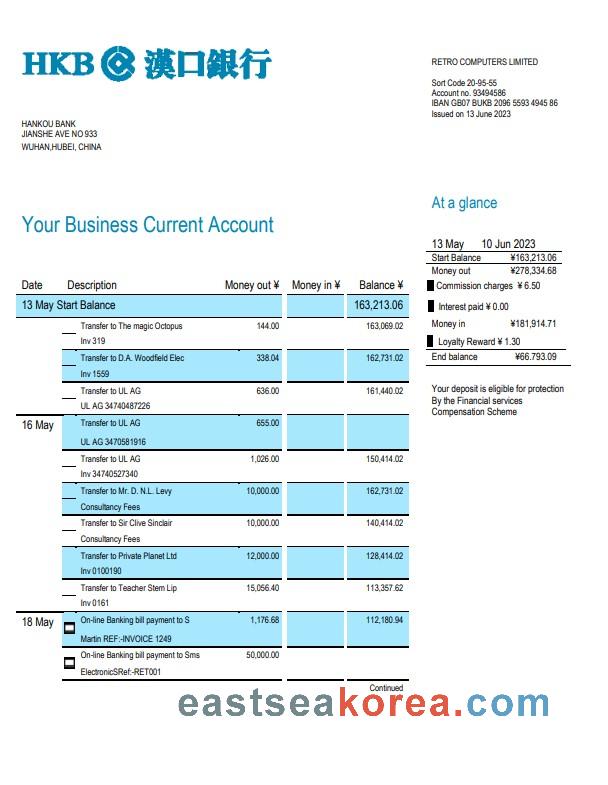 HKB 漢口銀行
RETRO COMPUTERS LIMITED
Sort Code 20-95-55
Account no. 93494586
IBAN GB07 BUKB 2096 5593 4945 86
Issued on 13 June 2023
HANKOU BANK
JIANSHE AVE NO 933
WUHAN,HUBEI, CHINA
At a glance
13 May 10 Jun 2023
Start Balance ¥163,213.06
Money out ¥278,334.68
Commission charges ¥ 6.50
Interest paid ¥ 0.00
Money in ¥181,914.71
Loyalty Reward ¥ 1.30
End balance ¥66.793.09
Your deposit is eligible for protection
By the Financial services
Compensation Scheme
Your Business Current Account
Date Description Money out ¥ Money in ¥ Balance ¥
13 May Start Balance 163,213.06
Transfer to The magic Octopus 144.00 163,069.02
Inv 319
Transfer to D.A. Woodfield Elec 338.04 162,731.02
Inv 1559
Transfer to UL AG 636.00 161,440.02
UL AG 34740487226
16 May Transfer to UL AG 655.00
UL AG 3470581916
Transfer to UL AG 1,026.00 150,414.02
Inv 34740527340
Transfer to Mr. D. N.L. Levy 10,000.00 162,731.02
Consultancy Fees
Transfer to Sir Clive Sinclair 10,000.00 140,414.02
Consultancy Fees
Transfer to Private Planet Ltd 12,000.00 128,414.02
Inv 0100190
Transfer to Teacher Stem Lip 15,056.40 113,357.62
Inv 0161
18 May On-line Banking bill payment to S 1,176.68 112,180.94
Martin REF:-INVOICE 1249
On-line Banking bill payment to Sms 50,000.00
ElectronicSRef:-RET001
Continued
eastseakorea.com